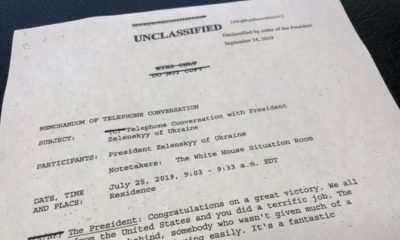 UNCLASSIFIED
Declassified by order of the President
September 24, 2019
EYES ONLY
DO NOT COPY
MEMORANDUM OF TELEPHONE CONVERSATION
SUBJECT: Telephone Conversation with President
Zelenskyy of Ukraine
PARTICIPANTS: President Zelenskyy of Ukraine
Notetakers: The White House Situation Room
DATE, TIME July 25, 2019, 9:03 - 9:33 a.m. EDT
AND PLACE: Residence
The President: Congratulations on a great victory. We all
from the United States and you did a terrific job. The
behind, somebody who wasn't given much of a
easily. It's a fantastic